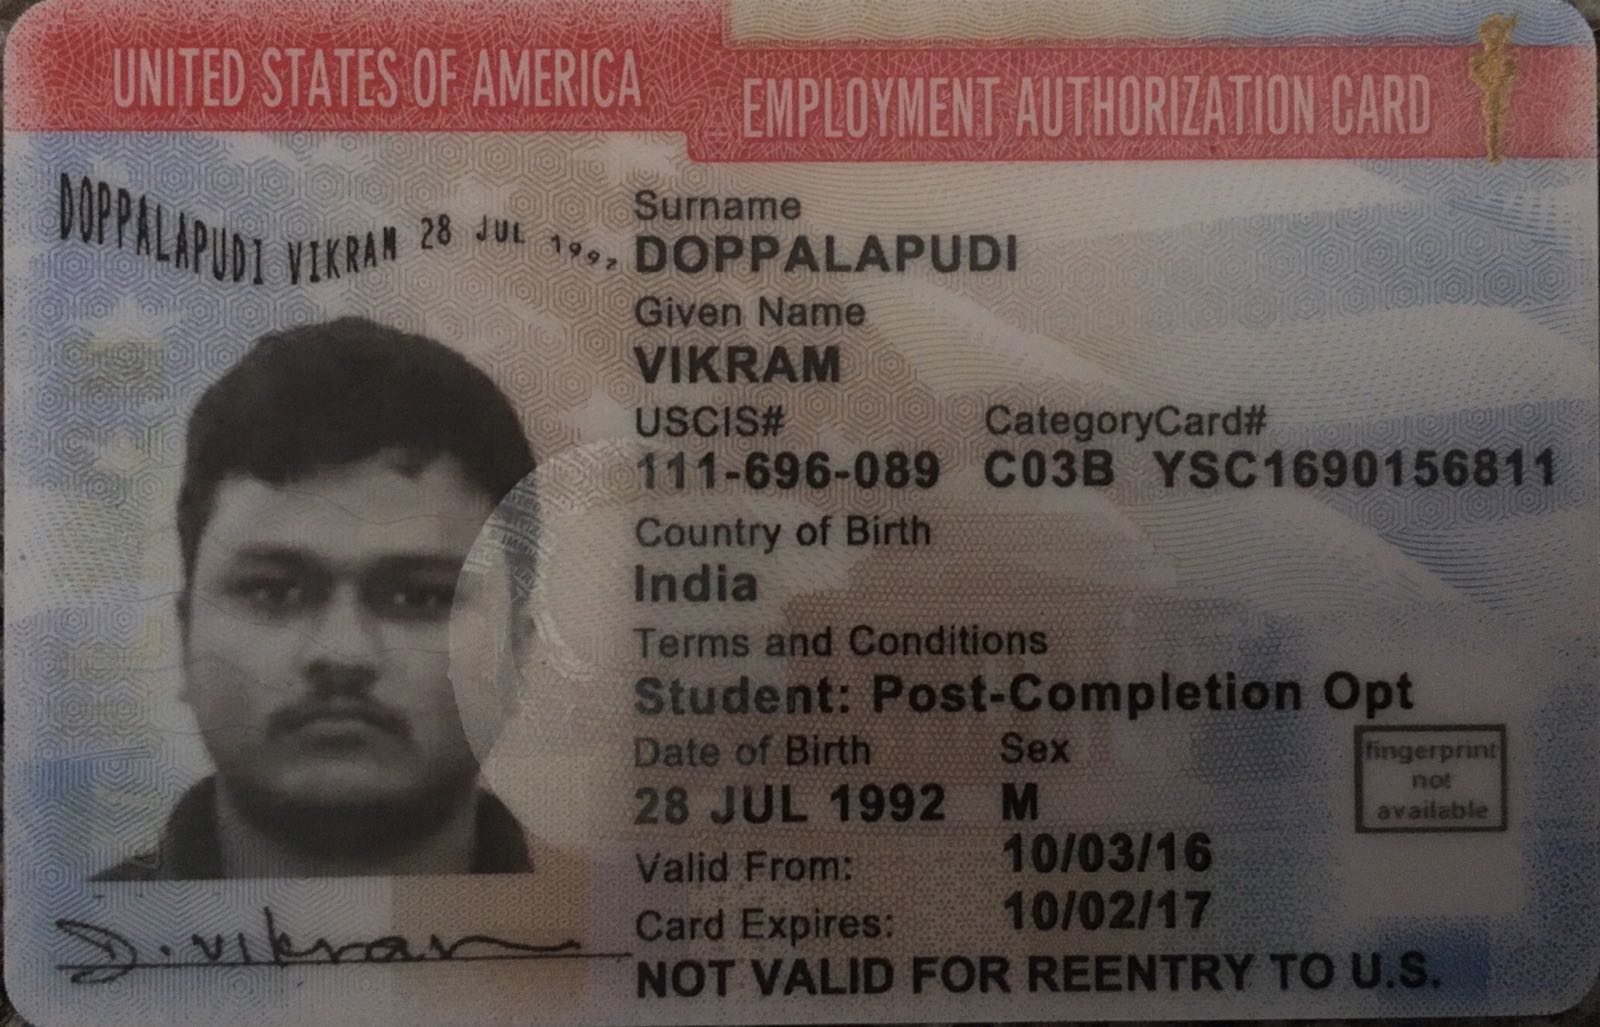 UNITED STATES OF AMERICA
EMPLOYMENT AUTHORIZATION CARD
DOPPALAPUDI VIKRAM 28 JUL 1992
Surname
DOPPALAPUDI
Given Name
VIKRAM
USCIS# Category Card#
111-696-089 C03B YSC1690156811
Country of Birth
India
Terms and Conditions
Student: Post-Completion Opt
Date of Birth Sex
28 JUL 1992 M
fingerprint
not
available
Valid From: 10/03/16
Card Expires: 10/02/17
NOT VALID FOR REENTRY TO U.S.
D. Vikram